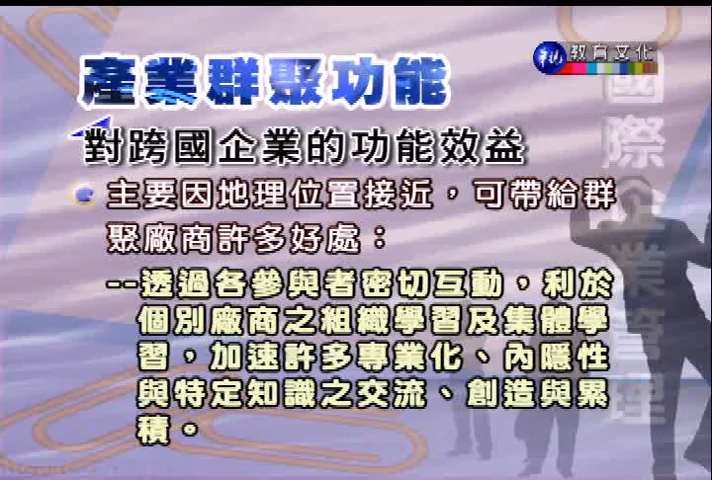 教育文化
產業群聚功能
對跨國企業的功能效益
主要因地理位置接近，可帶給群
聚廠商許多好處：
--透過各參與者密切互動，利於
個別廠商之組織學習及集體學
習，加速許多專業化、內隱性
與特定知識之交流、創造與累
積。
國際企業管理